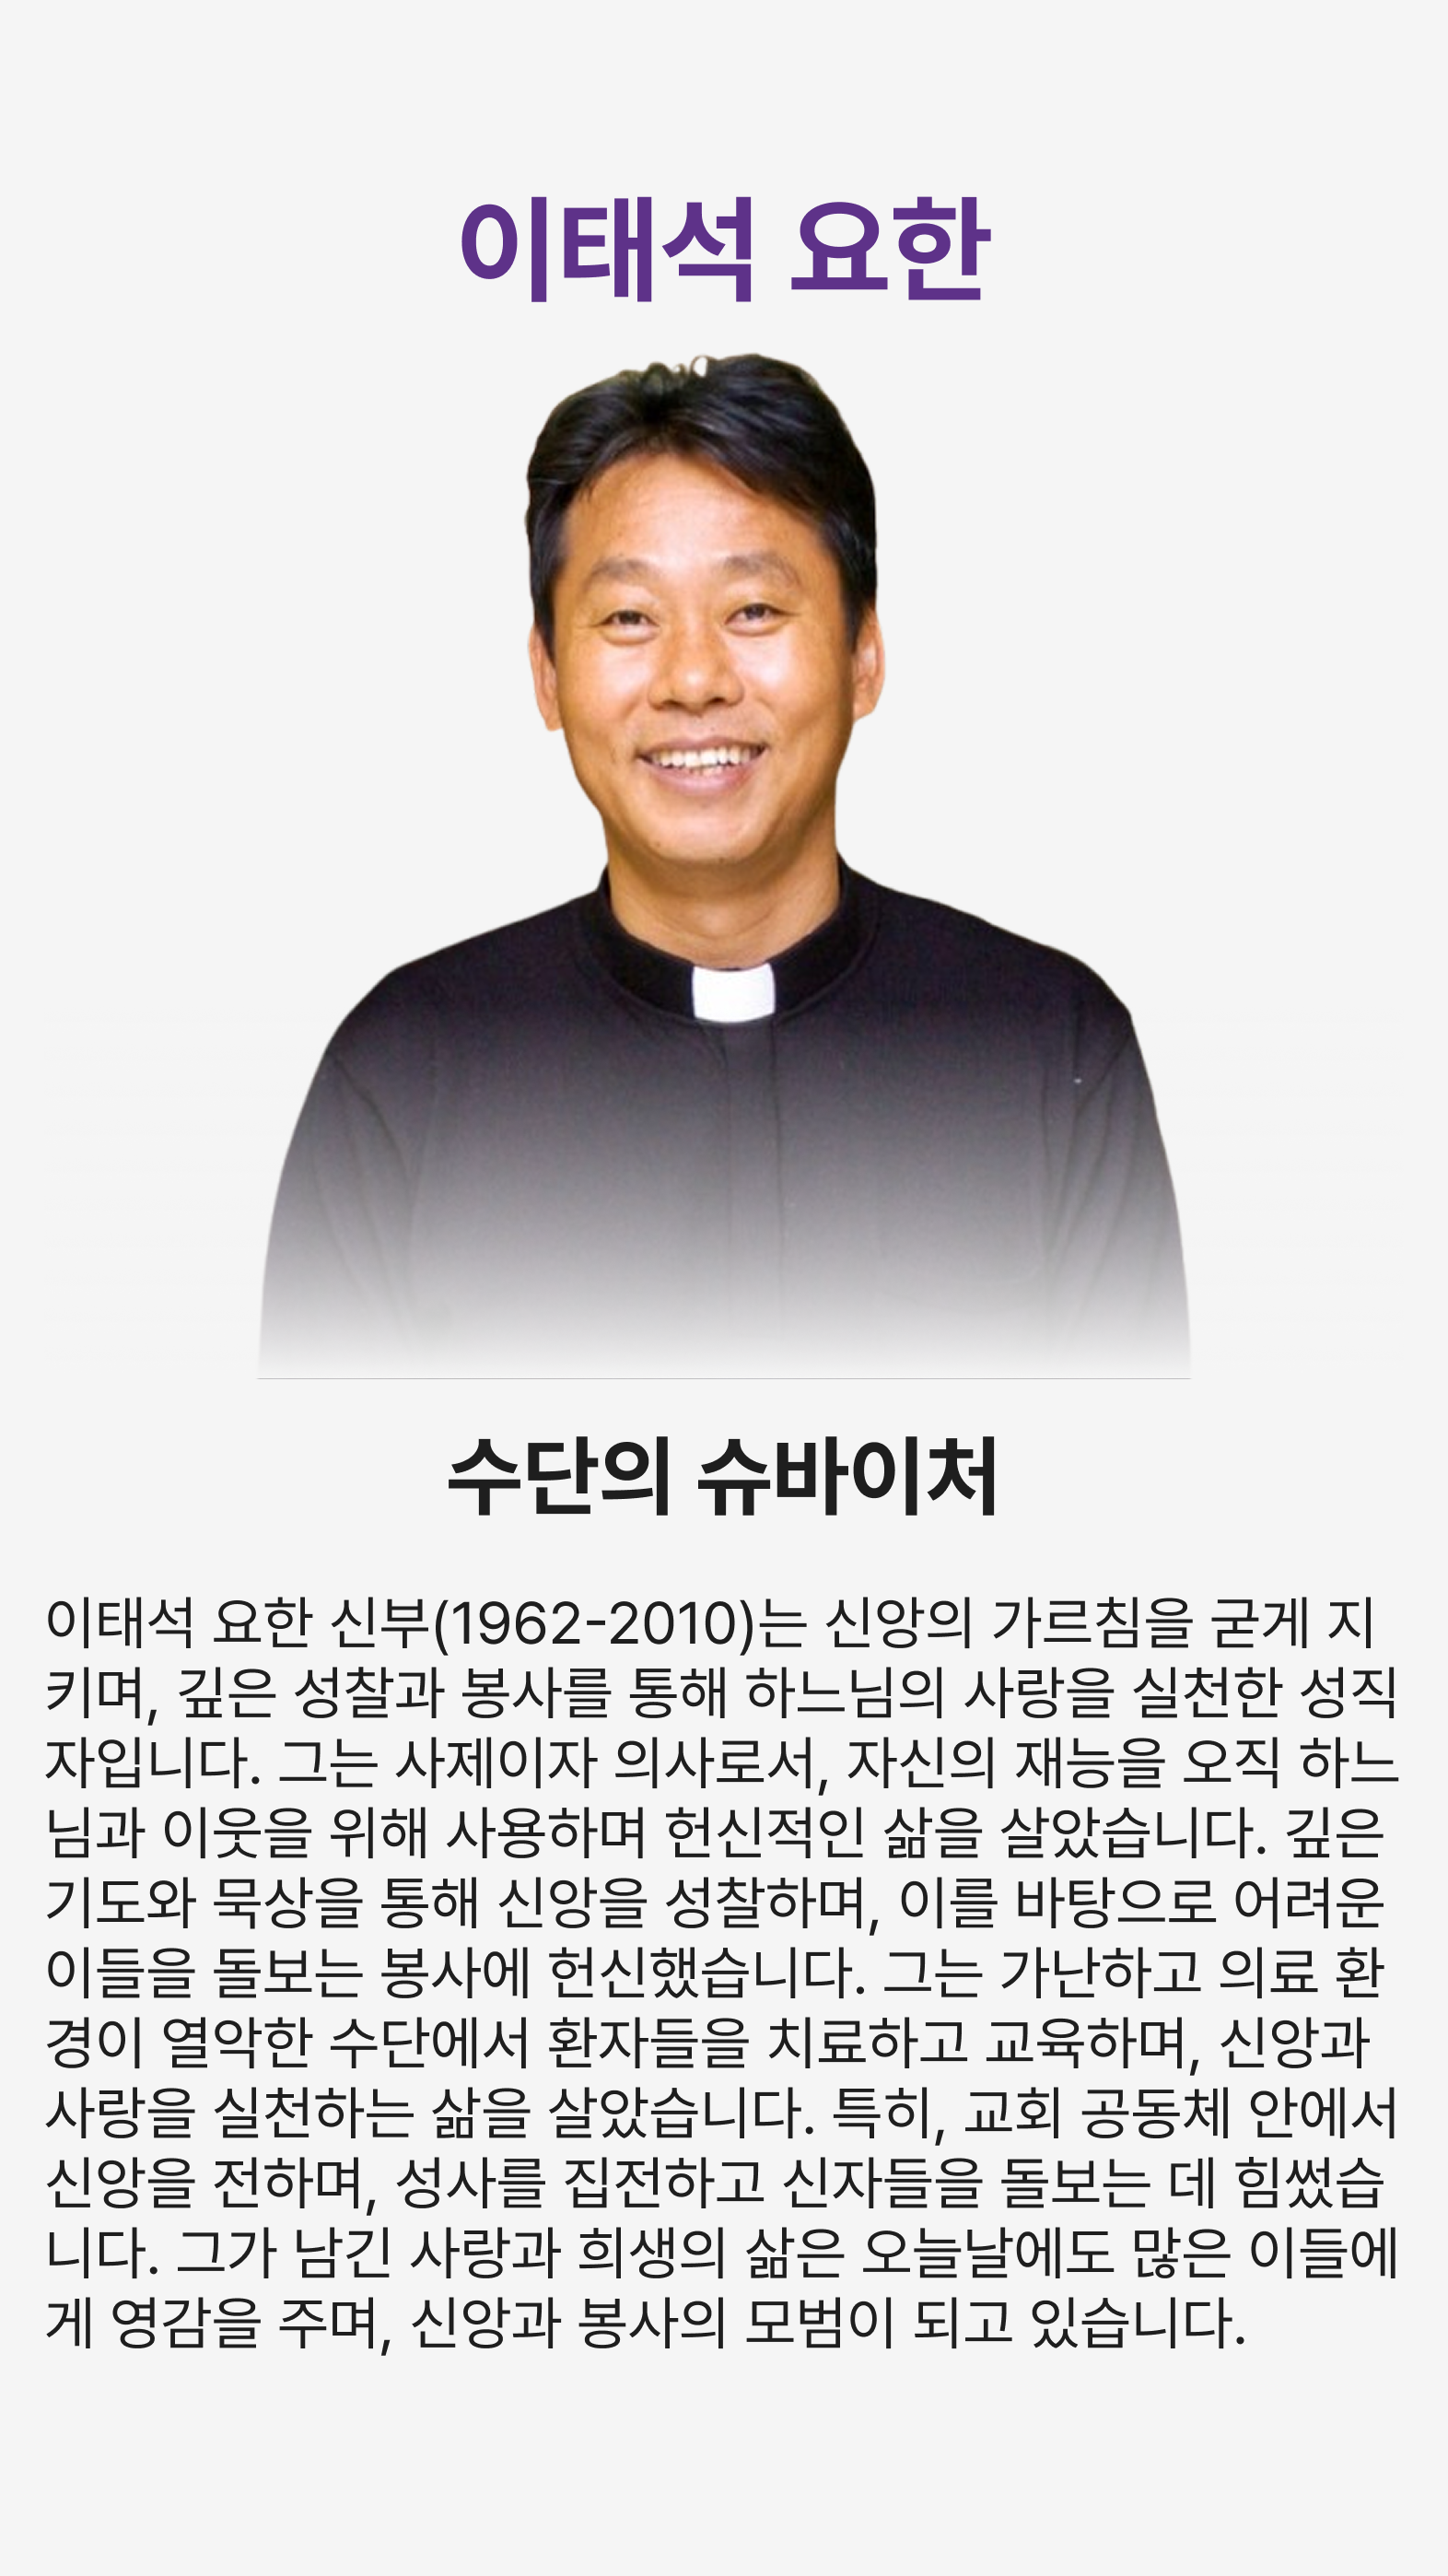 이태석 요한
수단의 슈바이처
이태석 요한 신부(1962-2010)는 신앙의 가르침을 굳게 지
키며, 깊은 성찰과 봉사를 통해 하느님의 사랑을 실천한 성직
자입니다. 그는 사제이자 의사로서, 자신의 재능을 오직 하느
님과 이웃을 위해 사용하며 헌신적인 삶을 살았습니다. 깊은
기도와 묵상을 통해 신앙을 성찰하며, 이를 바탕으로 어려운
이들을 돌보는 봉사에 헌신했습니다. 그는 가난하고 의료 환
경이 열악한 수단에서 환자들을 치료하고 교육하며, 신앙과
사랑을 실천하는 삶을 살았습니다. 특히, 교회 공동체 안에서
신앙을 전하며, 성사를 집전하고 신자들을 돌보는 데 힘썼습
니다. 그가 남긴 사랑과 희생의 삶은 오늘날에도 많은 이들에
게 영감을 주며, 신앙과 봉사의 모범이 되고 있습니다.